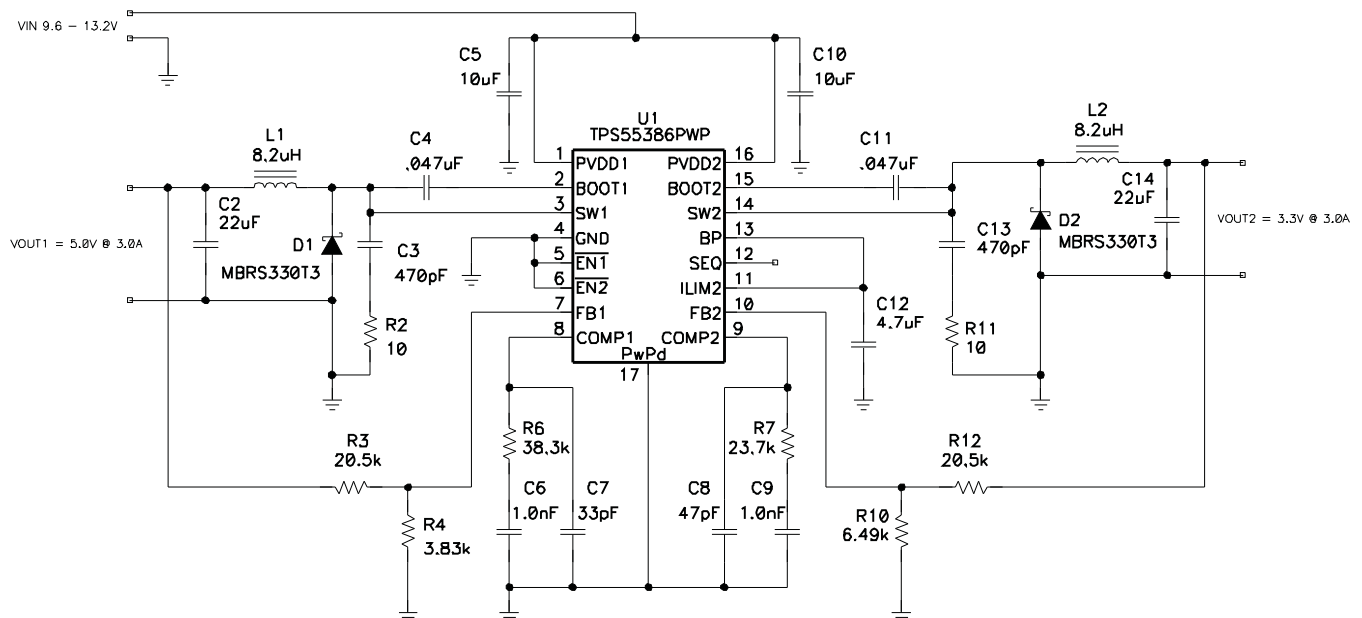 VIN 9.6 – 13.2V
C5
10uF
C10
10uF
U1
TPS55386PWP
L1
8.2uH
C4
.047uF
C11
.047uF
L2
8.2uH
1
PVDD1
PVDD2
16
2
BOOT1
BOOT2
15
3
SW1
SW2
14
4
GND
BP
13
5
EN1
SEQ
12
6
EN2
ILIM2
11
7
FB1
FB2
10
8
COMP1
COMP2
9
PwPd
17
C2
22uF
VOUT1 = 5.0V @ 3.0A
D1
MBRS330T3
C3
470pF
R2
10
C14
22uF
C13
470pF
D2
MBRS330T3
VOUT2 = 3.3V @ 3.0A
C12
4.7uF
R11
10
R3
20.5k
R4
3.83k
R6
38.3k
C6
1.0nF
C7
33pF
R7
23.7k
C8
47pF
C9
1.0nF
R12
20.5k
R10
6.49k